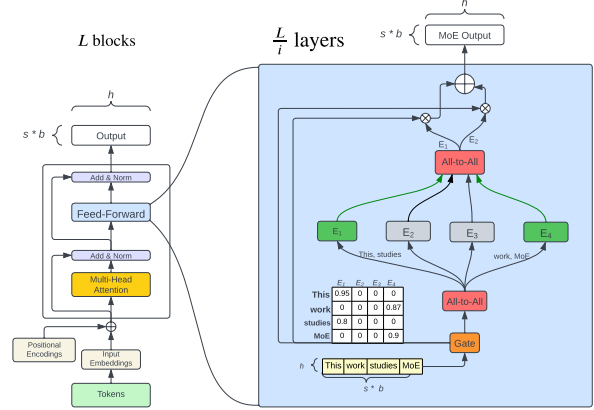 L blocks
h
s * b
Output
Add & Norm
Feed-Forward
Add & Norm
Multi-Head
Attention
Positional
Encodings
Input
Embeddings
Tokens
L/i layers
h
s * b
MoE Output
E1
E2
All-to-All
E1
E2
E3
E4
This, studies
work, MoE
All-to-All
E1 E2 E3 E4
This 0.95 0 0 0
work 0 0 0 0.87
studies 0.8 0 0 0
MoE 0 0 0 0.9
Gate
h
This work studies MoE
s * b